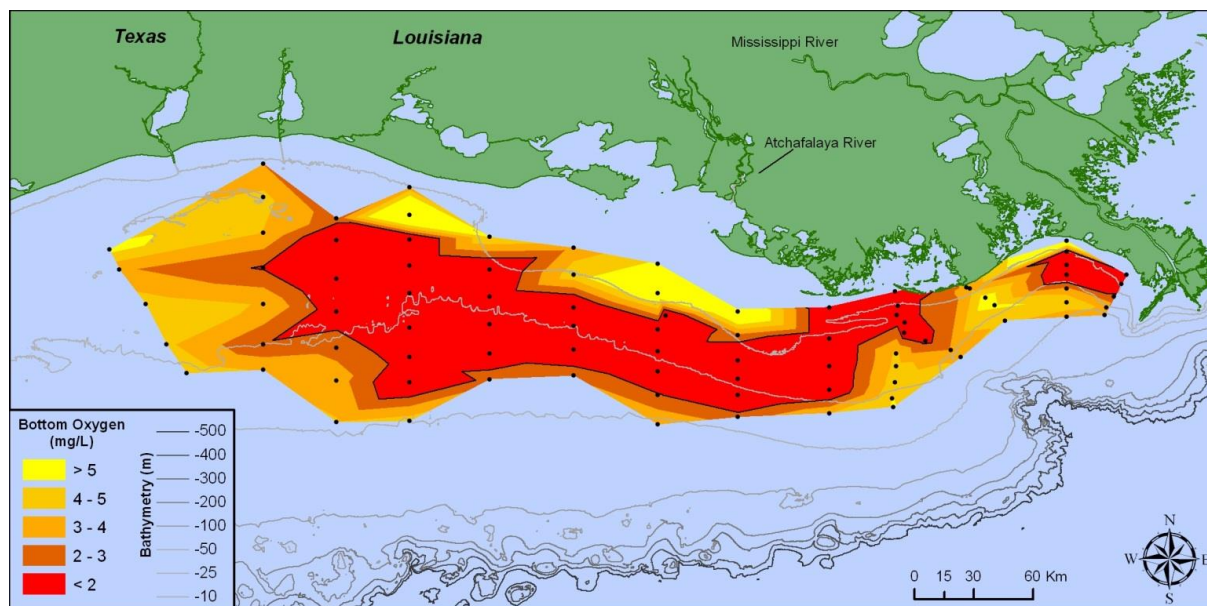 Texas
Louisiana
Mississippi River
Atchafalaya River
Bottom Oxygen
(mg/L)
> 5
4 - 5
3 - 4
2 - 3
< 2
Bathymetry (m)
-500
-400
-300
-200
-100
-50
-25
-10
0 15 30 60 Km
N
W E
S